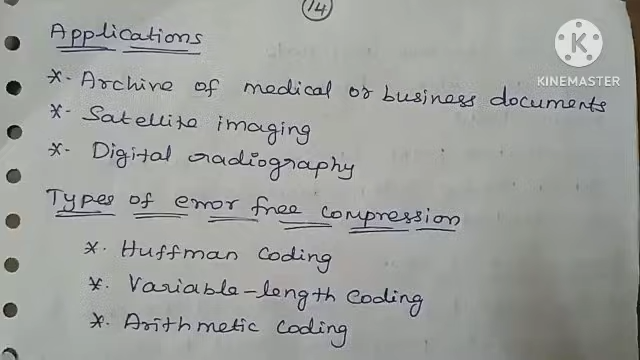 14
Applications
K
KINEMASTER
*. Archive of medical or business documents
*. Satellite imaging
*. Digital radiography
Types of error free compression
*. Huffman coding
*. Variable-length coding
*. Arithmetic coding